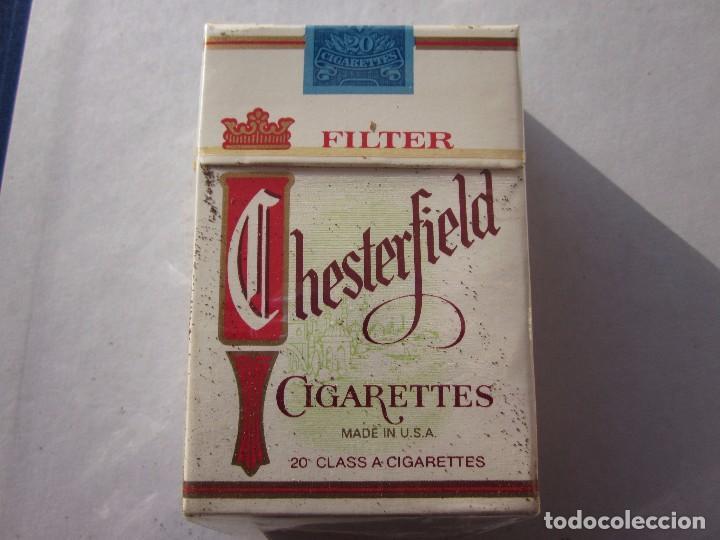 20
CIGARETTES
FILTER
Chesterfield
CIGARETTES
MADE IN U.S.A.
20 CLASS A CIGARETTES
todocoleccion